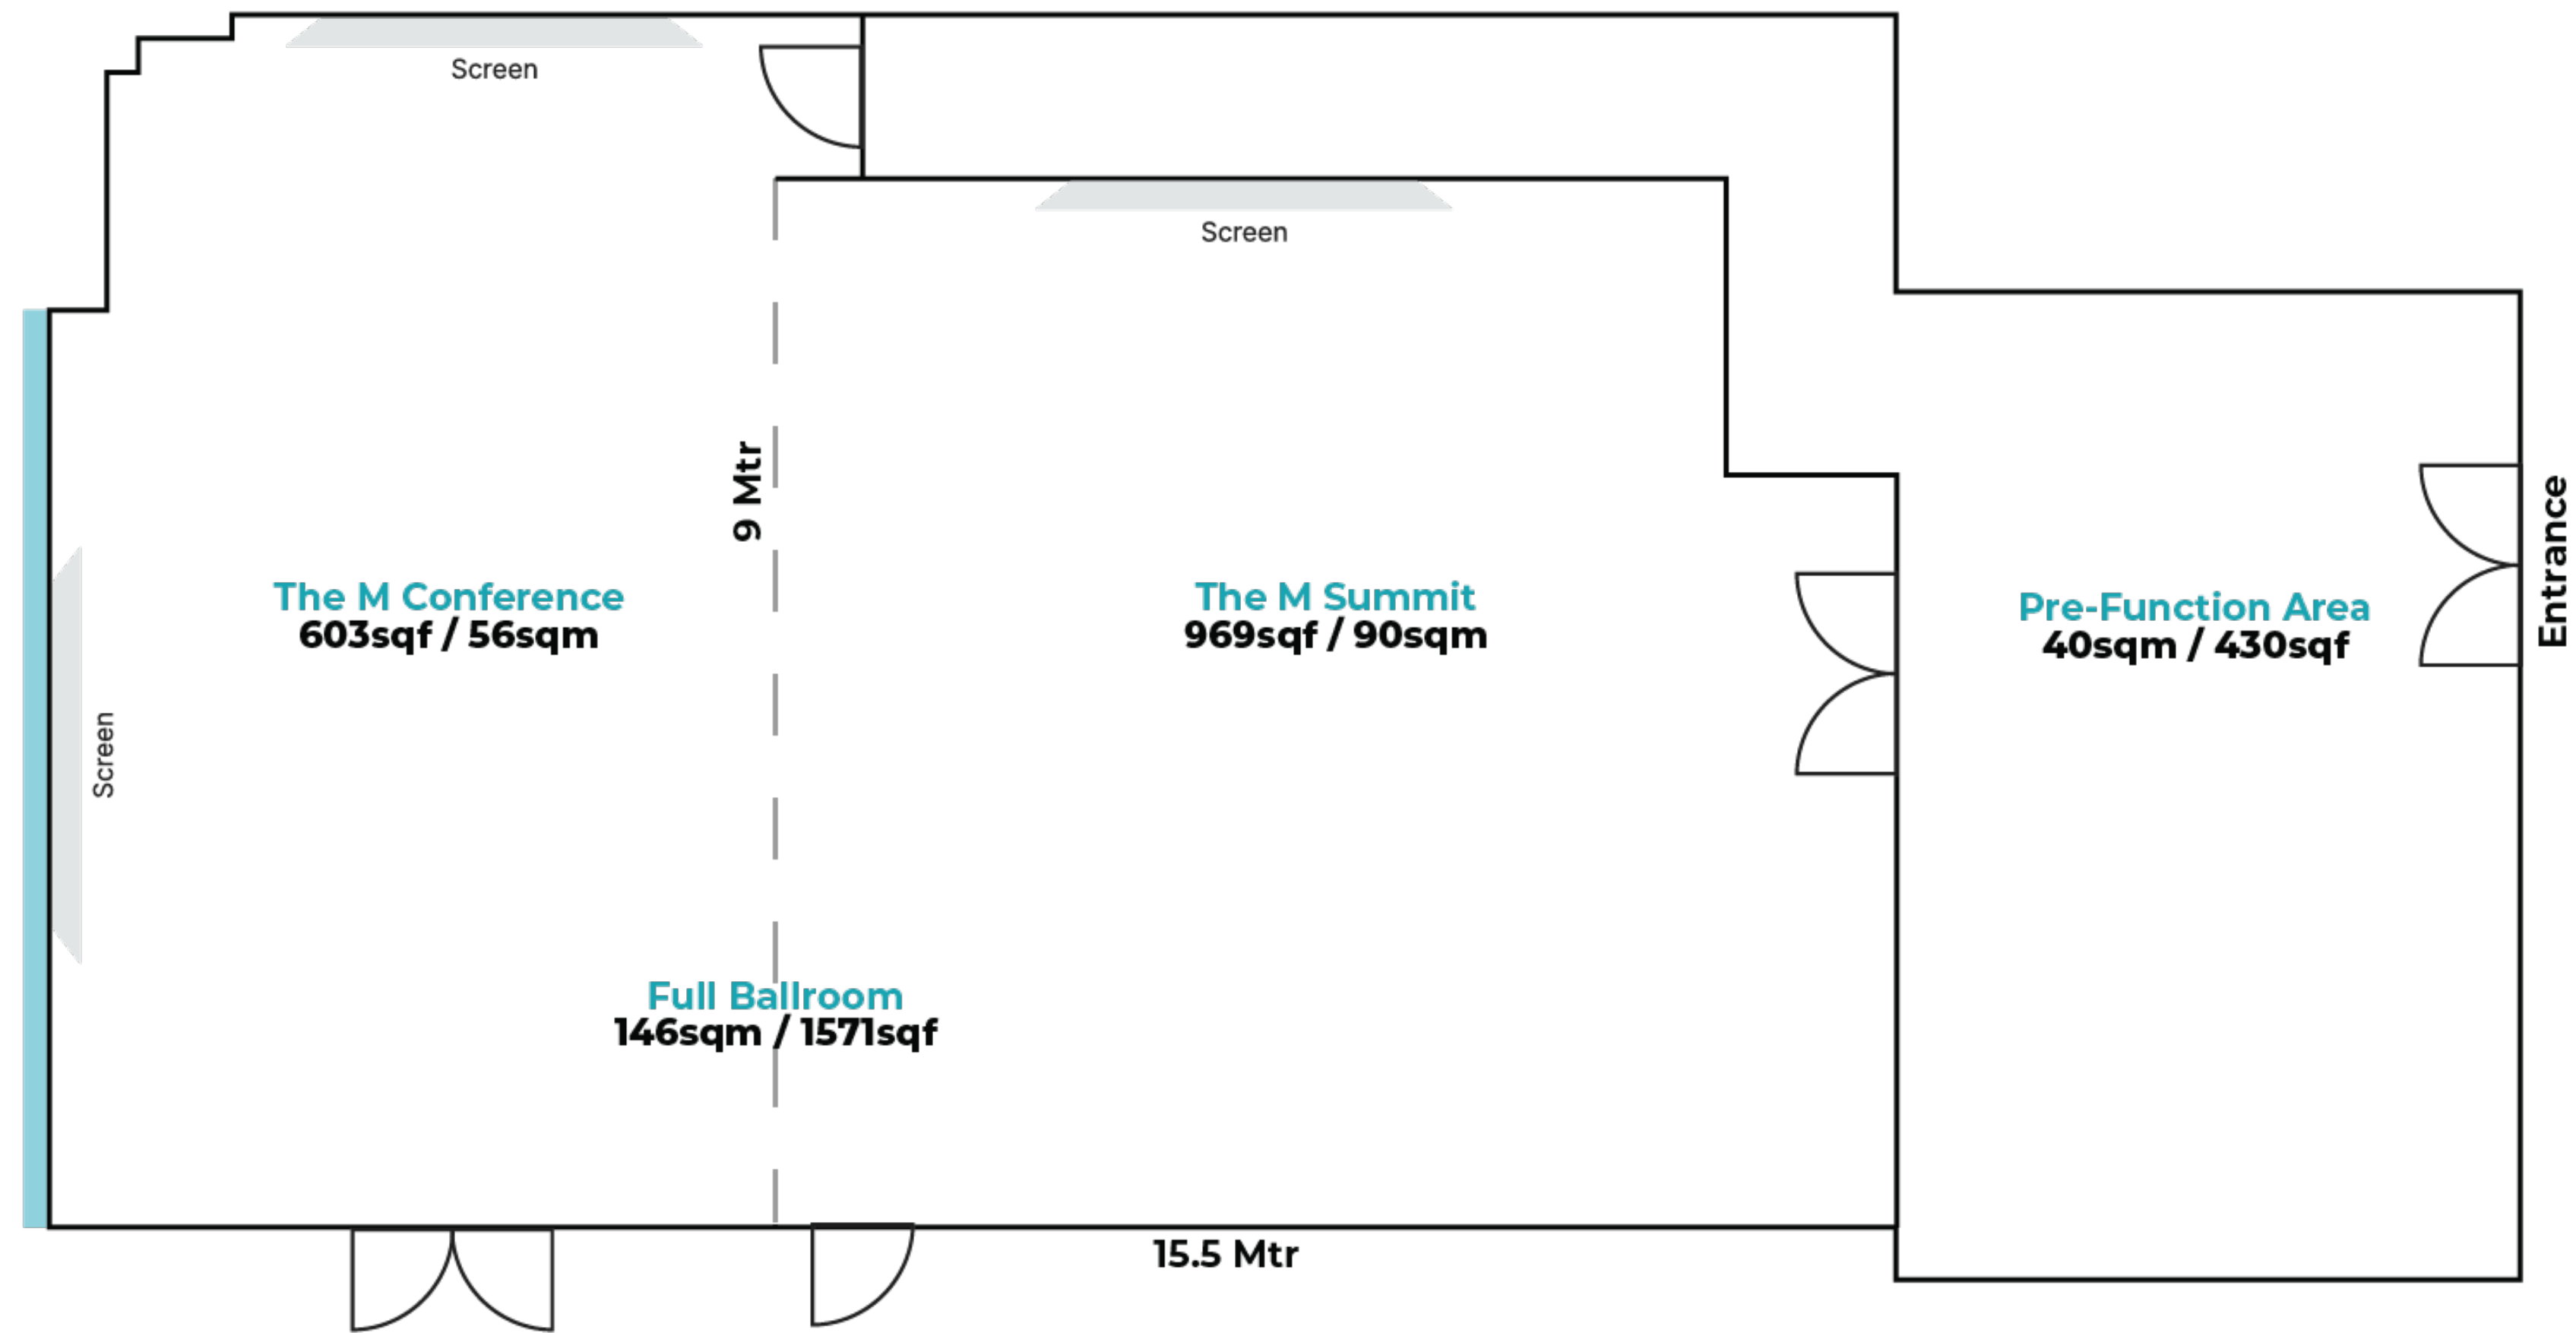 Screen
Screen
9 Mtr
The M Conference
603sqf / 56sqm
The M Summit
969sqf / 90sqm
Pre-Function Area
40sqm / 430sqf
Entrance
Screen
Full Ballroom
146sqm / 1571sqf
15.5 Mtr